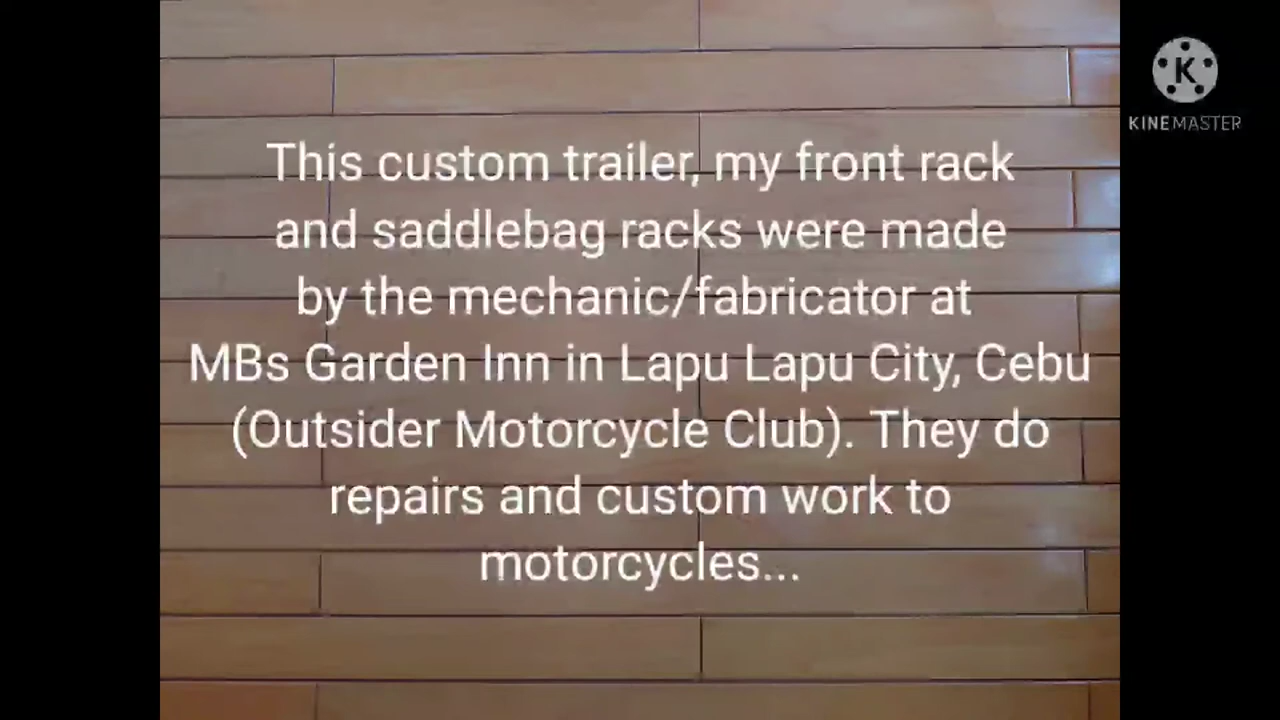 This custom trailer, my front rack
and saddlebag racks were made
by the mechanic/fabricator at
MBs Garden Inn in Lapu Lapu City, Cebu
(Outsider Motorcycle Club). They do
repairs and custom work to
motorcycles...
K
KINEMASTER